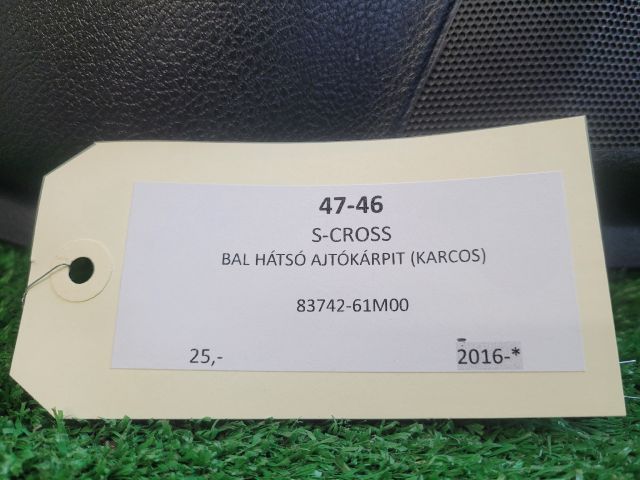 47-46
S-CROSS
BAL HÁTSÓ AJTÓKÁRPIT (KARCOS)
83742-61M00
25,- 2016-*